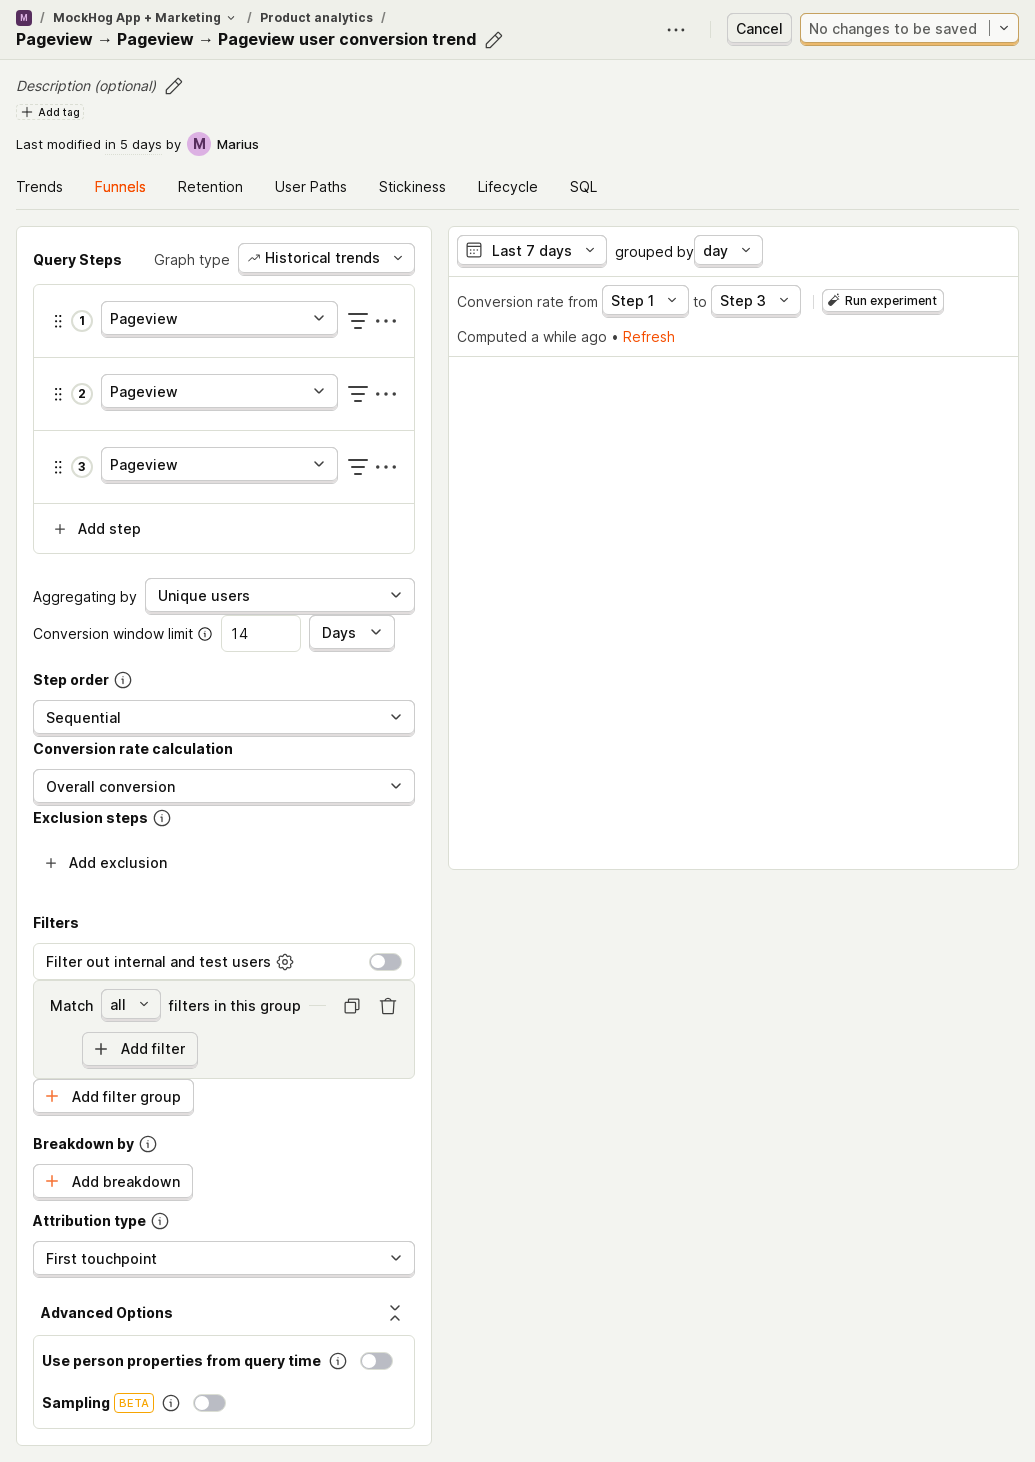 M / MockHog App + Marketing / Product analytics /
Pageview → Pageview → Pageview user conversion trend
Cancel
No changes to be saved
Description (optional)
Add tag
Last modified in 5 days by M Marius
Trends Funnels Retention User Paths Stickiness Lifecycle SQL
Query Steps
Graph type Historical trends
1 Pageview
2 Pageview
3 Pageview
Add step
Aggregating by Unique users
Conversion window limit 14 Days
Step order
Sequential
Conversion rate calculation
Overall conversion
Exclusion steps
Add exclusion
Filters
Filter out internal and test users
Match all filters in this group
Add filter
Add filter group
Breakdown by
Add breakdown
Attribution type
First touchpoint
Advanced Options
Use person properties from query time
Sampling BETA
Last 7 days grouped by day
Conversion rate from Step 1 to Step 3 Run experiment
Computed a while ago • Refresh